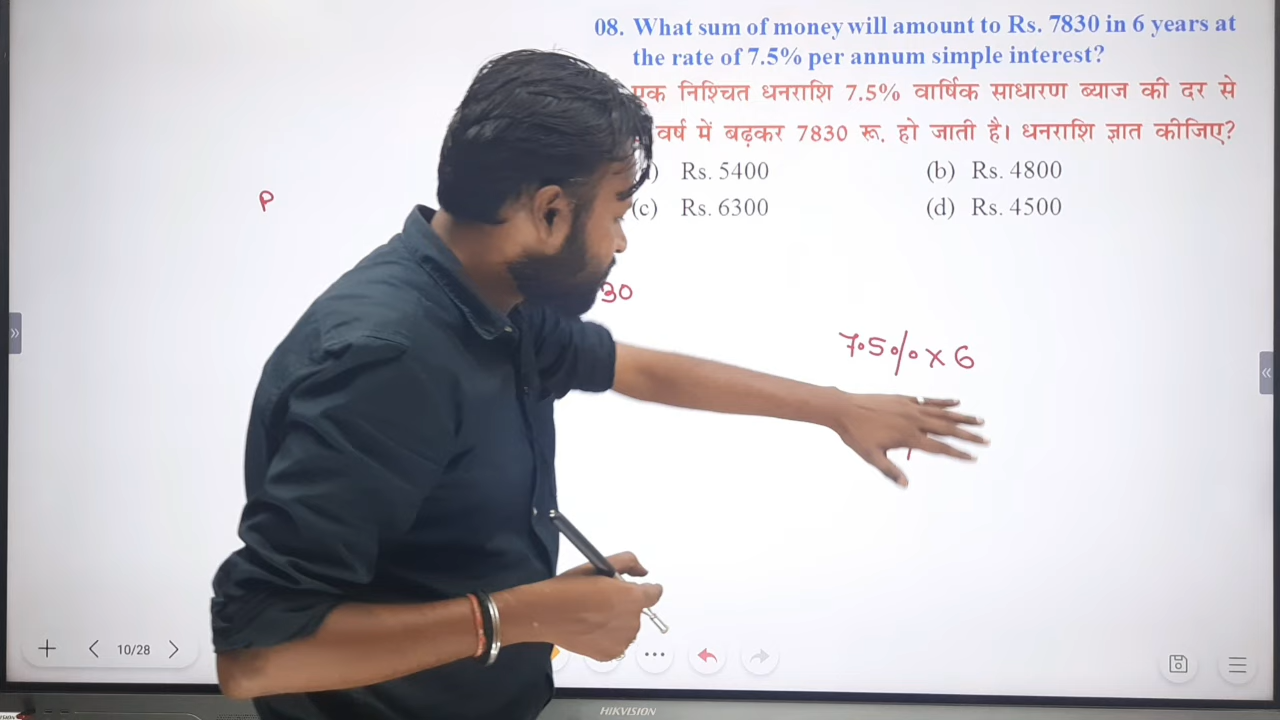 08. What sum of money will amount to Rs. 7830 in 6 years at
the rate of 7.5% per annum simple interest?
एक निश्चित धनराशि 7.5% वार्षिक साधारण ब्याज की दर से
वर्ष में बढ़कर 7830 रू. हो जाती है। धनराशि ज्ञात कीजिए?
) Rs. 5400 (b) Rs. 4800
(c) Rs. 6300 (d) Rs. 4500
P
30
7.5% × 6
10/28
HIKVISION